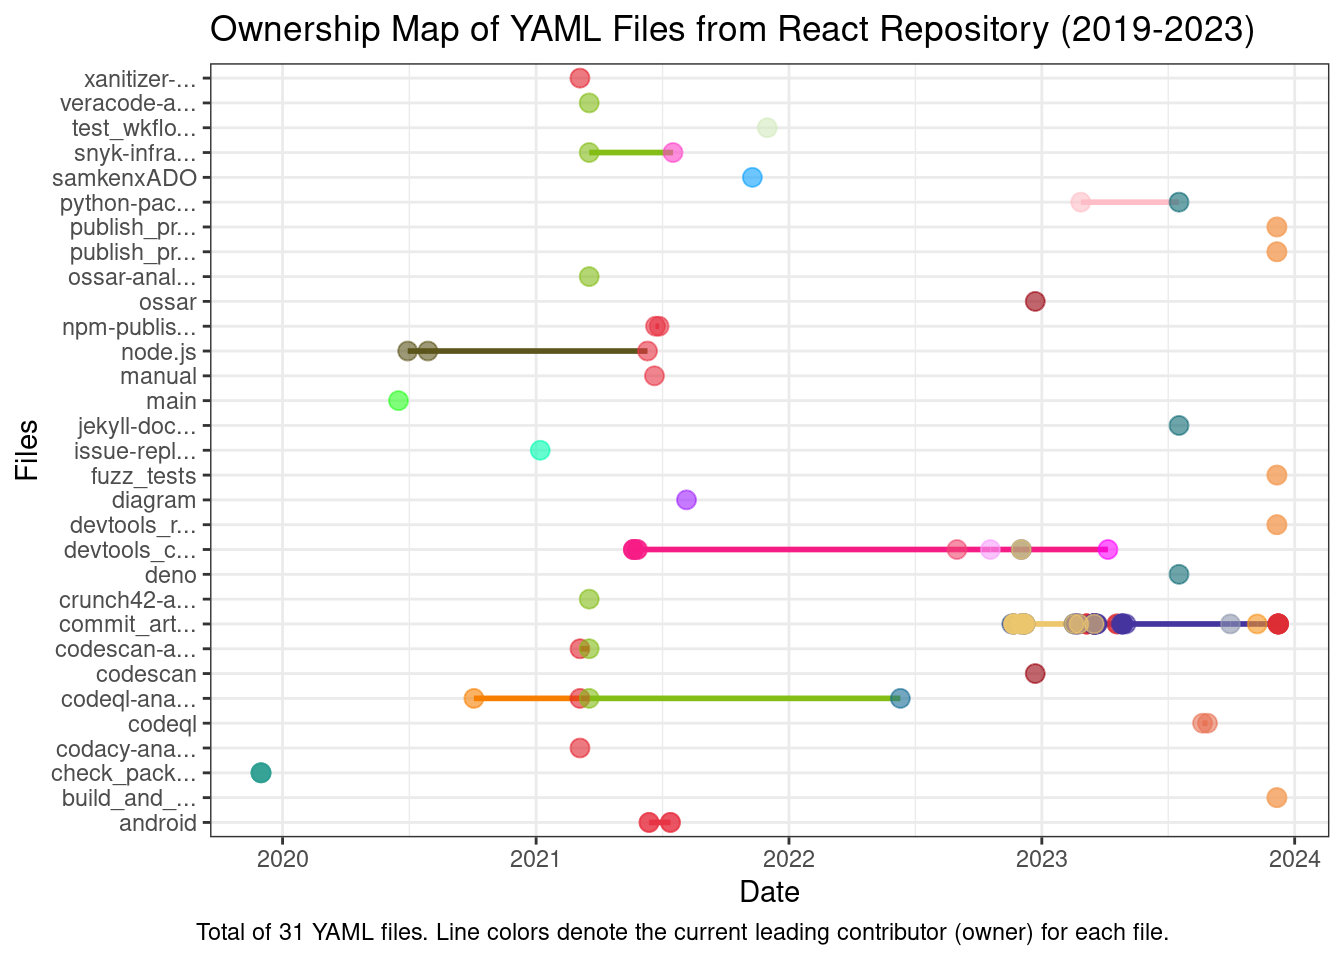 Ownership Map of YAML Files from React Repository (2019-2023)
xanitizer-...
veracode-a...
test_wkflo...
snyk-infra...
samkenxADO
python-pac...
publish_pr...
publish_pr...
ossar-anal...
ossar
npm-publis...
node.js
manual
main
jekyll-doc...
issue-repl...
fuzz_tests
diagram
devtools_r...
devtools_c...
deno
crunch42-a...
commit_art...
codescan-a...
codescan
codeql-ana...
codeql
codacy-ana...
check_pack...
build_and_...
android
Files
2020 2021 2022 2023 2024
Date
Total of 31 YAML files. Line colors denote the current leading contributor (owner) for each file.